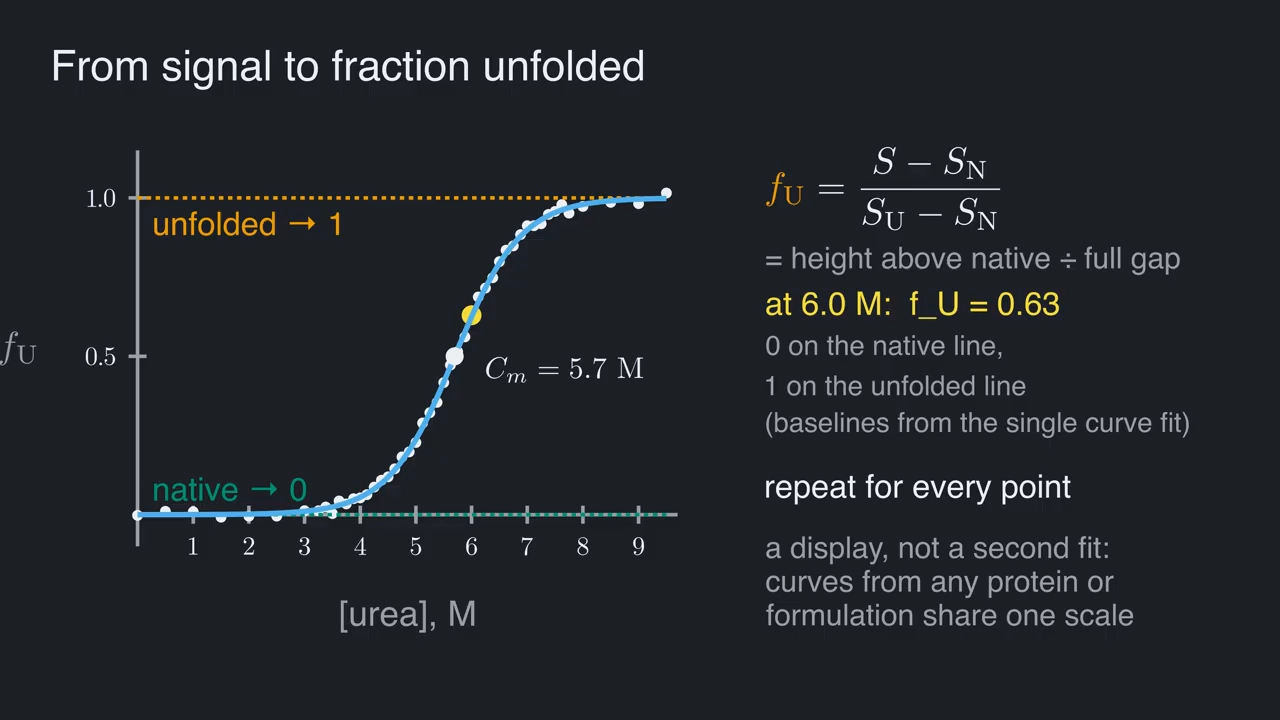 From signal to fraction unfolded
1.0
unfolded → 1
f_U
0.5
C_m = 5.7 M
native → 0
1 2 3 4 5 6 7 8 9
[urea], M
f_U = (S − S_N) / (S_U − S_N)
= height above native ÷ full gap
at 6.0 M: f_U = 0.63
0 on the native line,
1 on the unfolded line
(baselines from the single curve fit)
repeat for every point
a display, not a second fit:
curves from any protein or
formulation share one scale